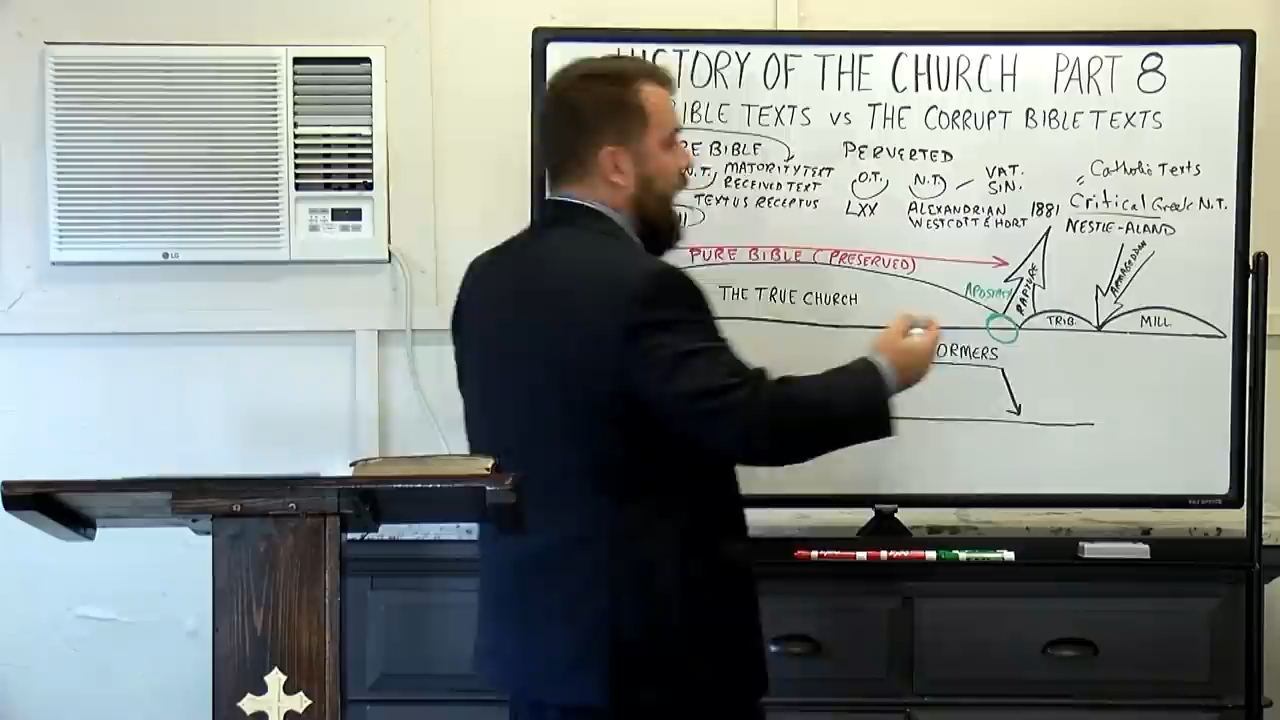 HISTORY OF THE CHURCH PART 8
BIBLE TEXTS vs THE CORRUPT BIBLE TEXTS
BIBLE
PERVERTED
N.T. MAJORITY TEXT
RECEIVED TEXT
TEXTUS RECEPTUS
O.T.
LXX
N.T.
VAT.
SIN.
ALEXANDRIAN
WESTCOTT & HORT
1881
= Catholic Texts
Critical Greek N.T.
NESTLE-ALAND
PURE BIBLE (PRESERVED)
THE TRUE CHURCH
APOSTASY
RAPTURE
TRIB.
ARMAGEDDON
MILL.
ORMERS
LG